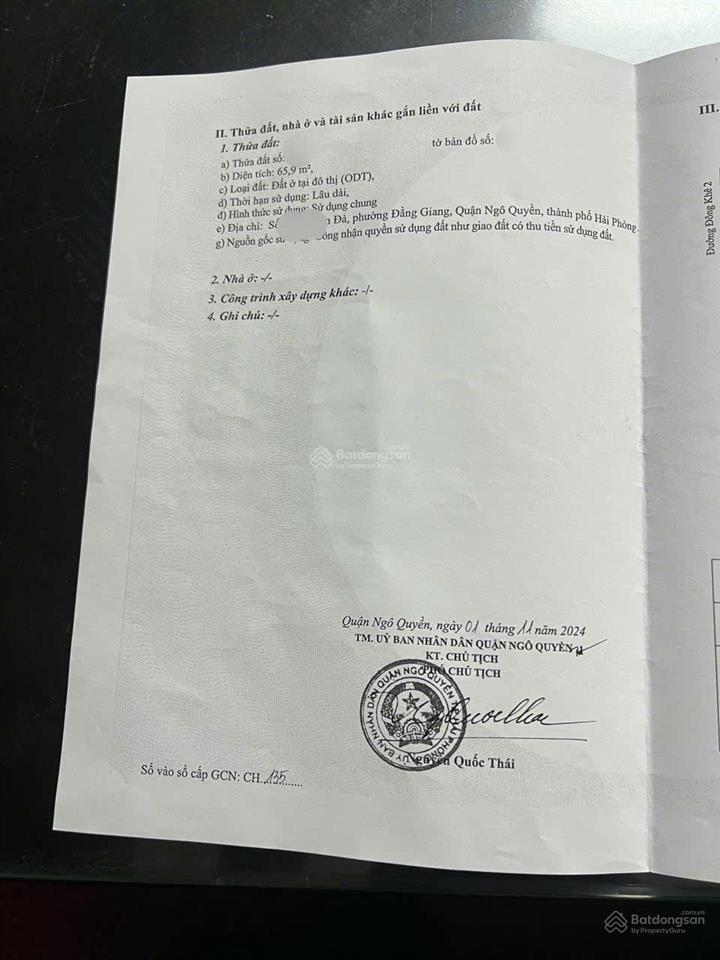 II. Thửa đất, nhà ở và tài sản khác gắn liền với đất
1. Thửa đất:
tờ bản đồ số:
a) Thửa đất số:
b) Diện tích: 65,9 m²,
c) Loại đất: Đất ở tại đô thị (ODT),
d) Thời hạn sử dụng: Lâu dài,
đ) Hình thức sử dụng: Sử dụng chung
e) Địa chỉ: Đà, phường Đằng Giang, Quận Ngô Quyền, thành phố Hải Phòng.
g) Nguồn gốc nhận quyền sử dụng đất như giao đất có thu tiền sử dụng đất.
2. Nhà ở: -/-
3. Công trình xây dựng khác: -/-
4. Ghi chú: -/-
Batdongsan
by PropertyGuru
Quận Ngô Quyền, ngày 01 tháng 11 năm 2024
TM. UỶ BAN NHÂN DÂN QUẬN NGÔ QUYỀN
KT. CHỦ TỊCH
PHÓ CHỦ TỊCH
Nguyễn Quốc Thái
Số vào sổ cấp GCN: CH.135......
III.
Đường Đông Khê 2
Batdongsan.com.vn
by PropertyGuru